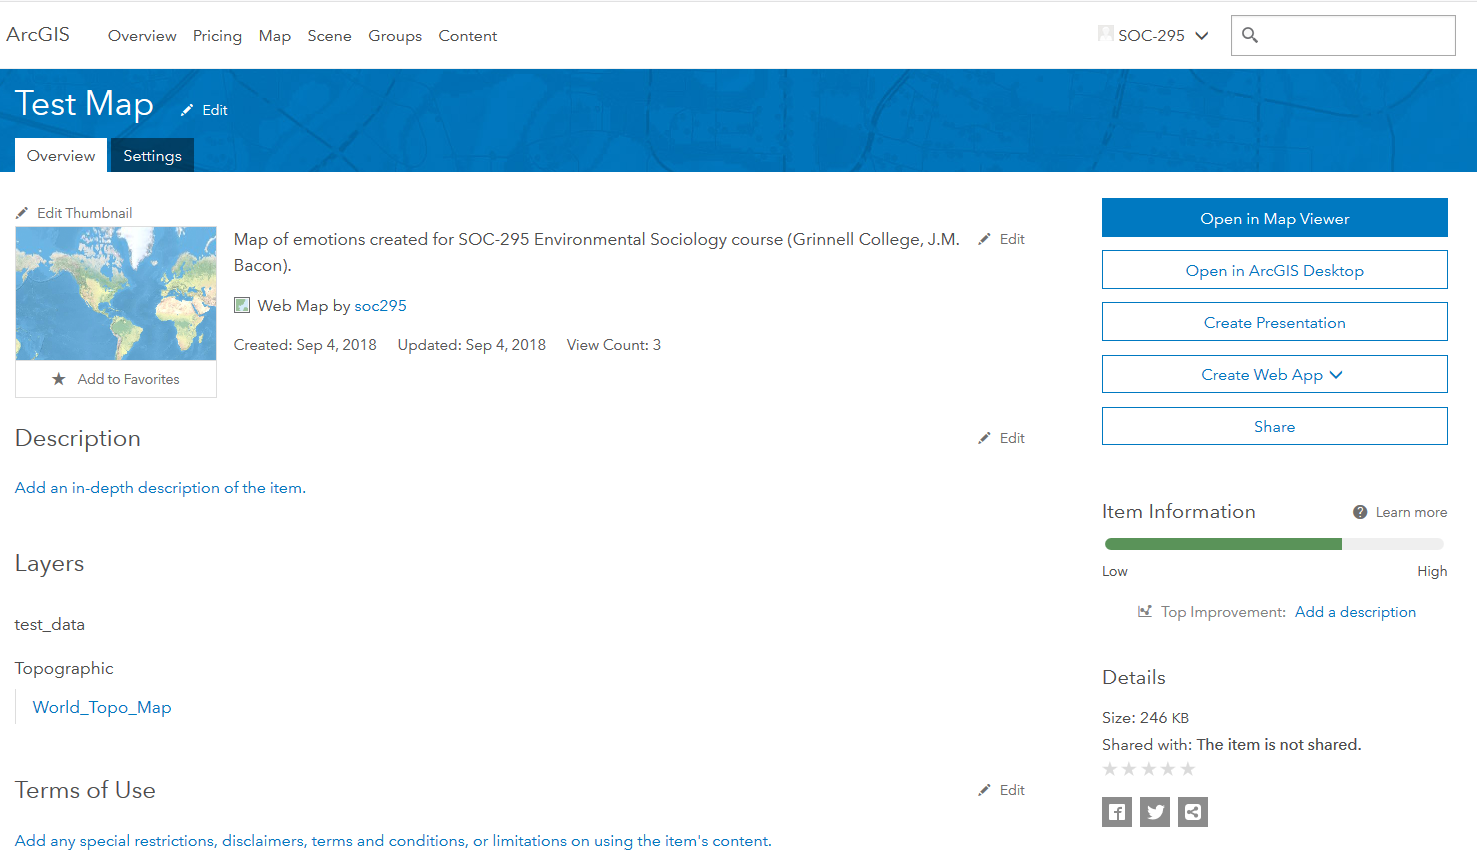 ArcGIS Overview Pricing Map Scene Groups Content SOC-295
Test Map Edit
Overview Settings
Edit Thumbnail
Map of emotions created for SOC-295 Environmental Sociology course (Grinnell College, J.M.
Bacon).
Edit
Web Map by soc295
Created: Sep 4, 2018 Updated: Sep 4, 2018 View Count: 3
Add to Favorites
Description Edit
Add an in-depth description of the item.
Layers
test_data
Topographic
World_Topo_Map
Terms of Use Edit
Add any special restrictions, disclaimers, terms and conditions, or limitations on using the item's content.
Open in Map Viewer
Open in ArcGIS Desktop
Create Presentation
Create Web App
Share
Item Information ? Learn more
Low High
Top Improvement: Add a description
Details
Size: 246 KB
Shared with: The item is not shared.